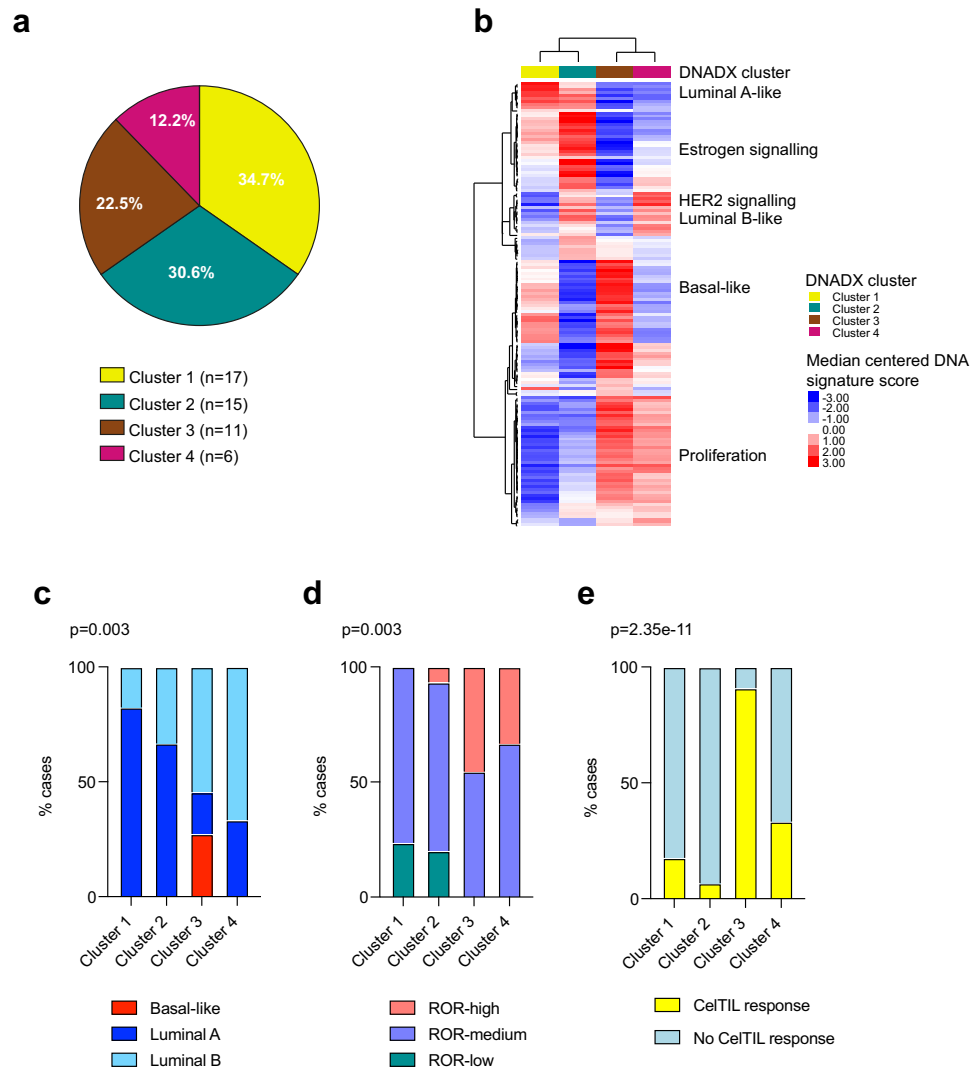 a
12.2%
34.7%
22.5%
30.6%
Cluster 1 (n=17)
Cluster 2 (n=15)
Cluster 3 (n=11)
Cluster 4 (n=6)
b
DNADX cluster
Luminal A-like
Estrogen signalling
HER2 signalling
Luminal B-like
Basal-like
Proliferation
DNADX cluster
Cluster 1
Cluster 2
Cluster 3
Cluster 4
Median centered DNA
signature score
-3.00
-2.00
-1.00
0.00
1.00
2.00
3.00
c
p=0.003
100
50
0
% cases
Cluster 1
Cluster 2
Cluster 3
Cluster 4
Basal-like
Luminal A
Luminal B
d
p=0.003
100
50
0
% cases
Cluster 1
Cluster 2
Cluster 3
Cluster 4
ROR-high
ROR-medium
ROR-low
e
p=2.35e-11
100
50
0
% cases
Cluster 1
Cluster 2
Cluster 3
Cluster 4
CelTIL response
No CelTIL response